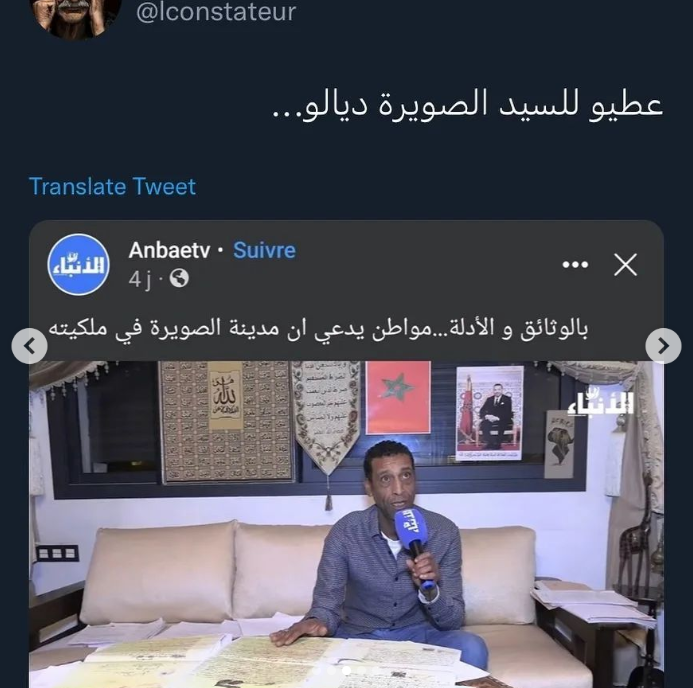 @lconstateur
عطيو للسيد الصويرة ديالو...
Translate Tweet
Anbaetv · Suivre
4 j ·
الأنباء
بالوثائق و الأدلة...مواطن يدعي ان مدينة الصويرة في ملكيته
الأنباء
الأنباء